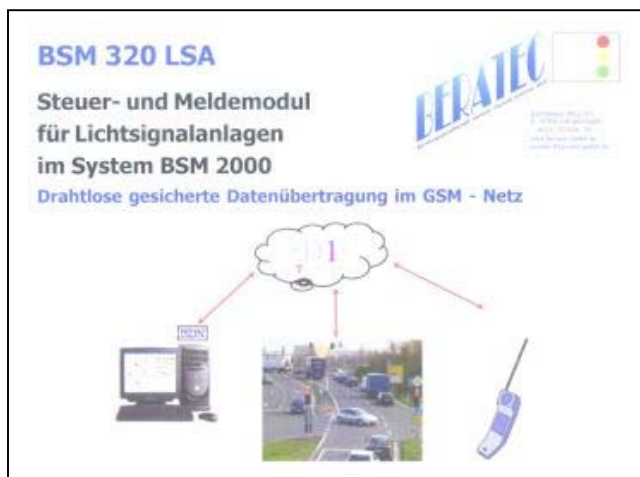 BSM 320 LSA
BERATEC
Steuer- und Meldemodul
für Lichtsignalanlagen
im System BSM 2000
Drahtlose gesicherte Datenübertragung im GSM - Netz